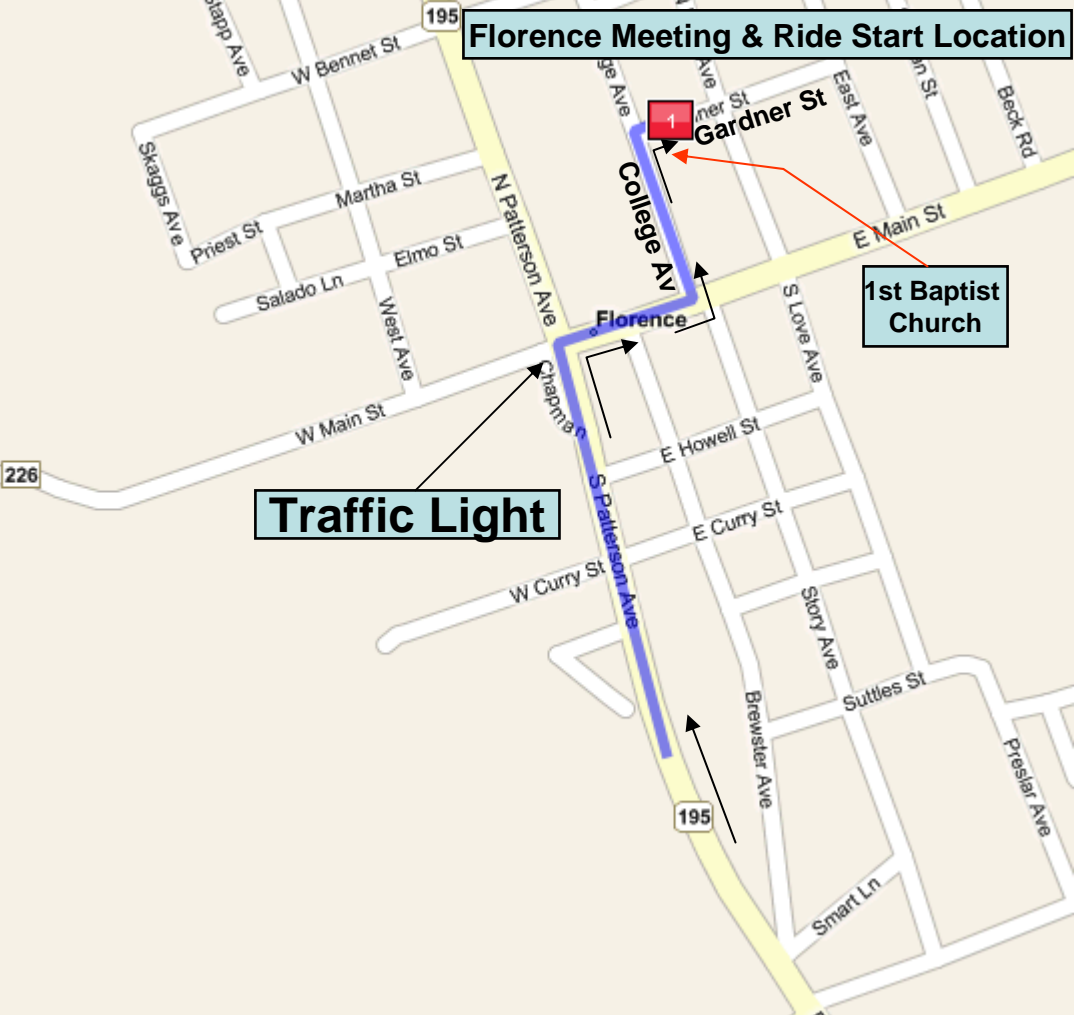 195
Florence Meeting & Ride Start Location
W Bennet St
East Ave
Beck Rd
1
Gardner St
Skaggs Ave
Martha St
N Patterson Ave
College Av
Priest St
Elmo St
E Main St
Salado Ln
West Ave
S Love Ave
1st Baptist
Church
Florence
W Main St
E Howell St
226
Traffic Light
S Patterson Ave
E Curry St
W Curry St
Story Ave
Suttles St
Brewster Ave
Preslar Ave
195
Smart Ln